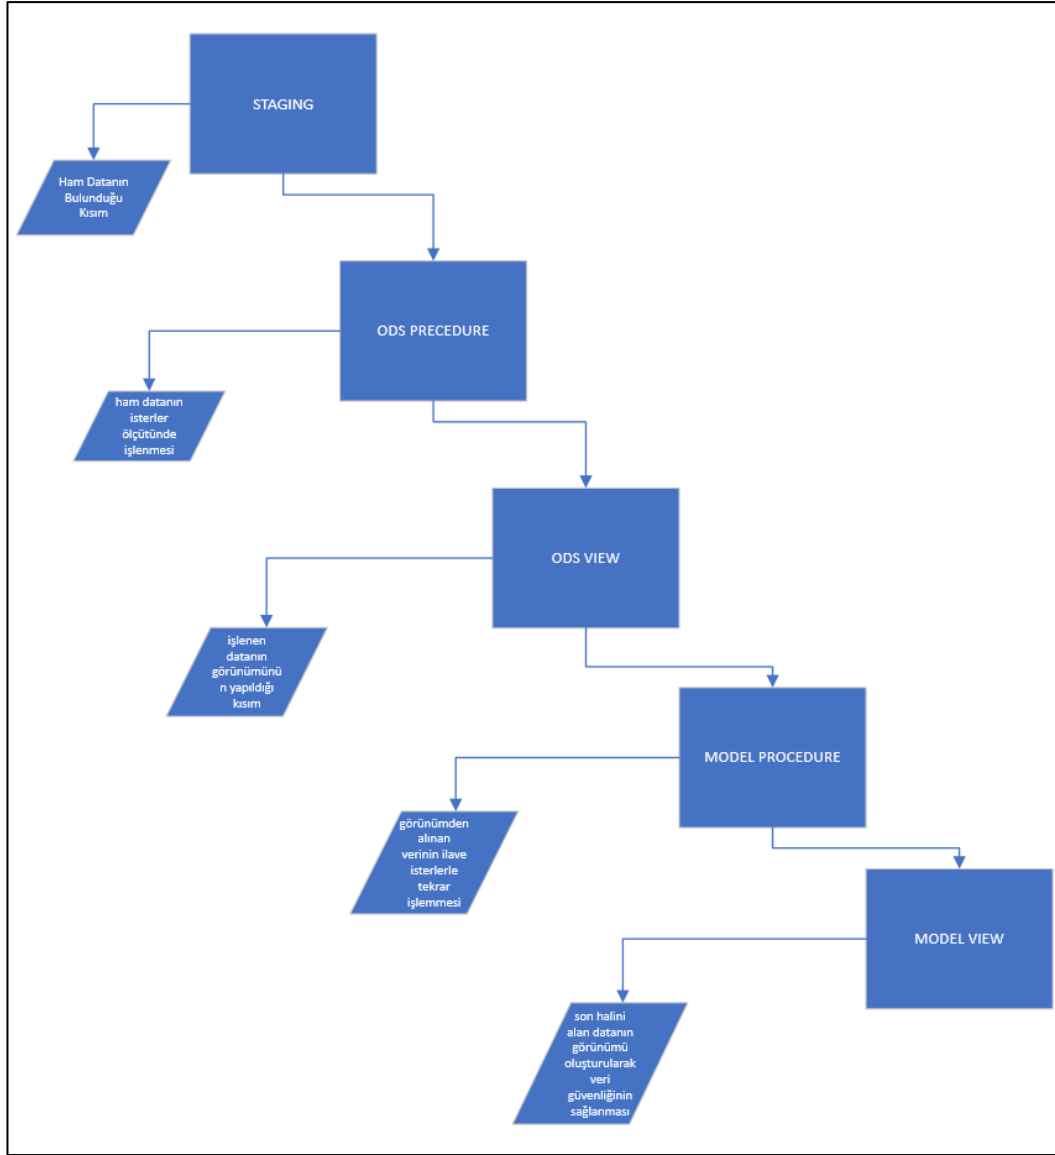 STAGING
Ham Datanın
Bulunduğu
Kısım
ODS PRECEDURE
ham datanın
isterler
ölçütünde
işlenmesi
ODS VIEW
işlenen
datanın
görünümünü
n yapıldığı
kısım
MODEL PROCEDURE
görünümden
alınan
verinin ilave
isterlerle
tekrar
işlemmesi
MODEL VIEW
son halini
alan datanın
görünümü
oluşturularak
veri
güvenliğinin
sağlanması